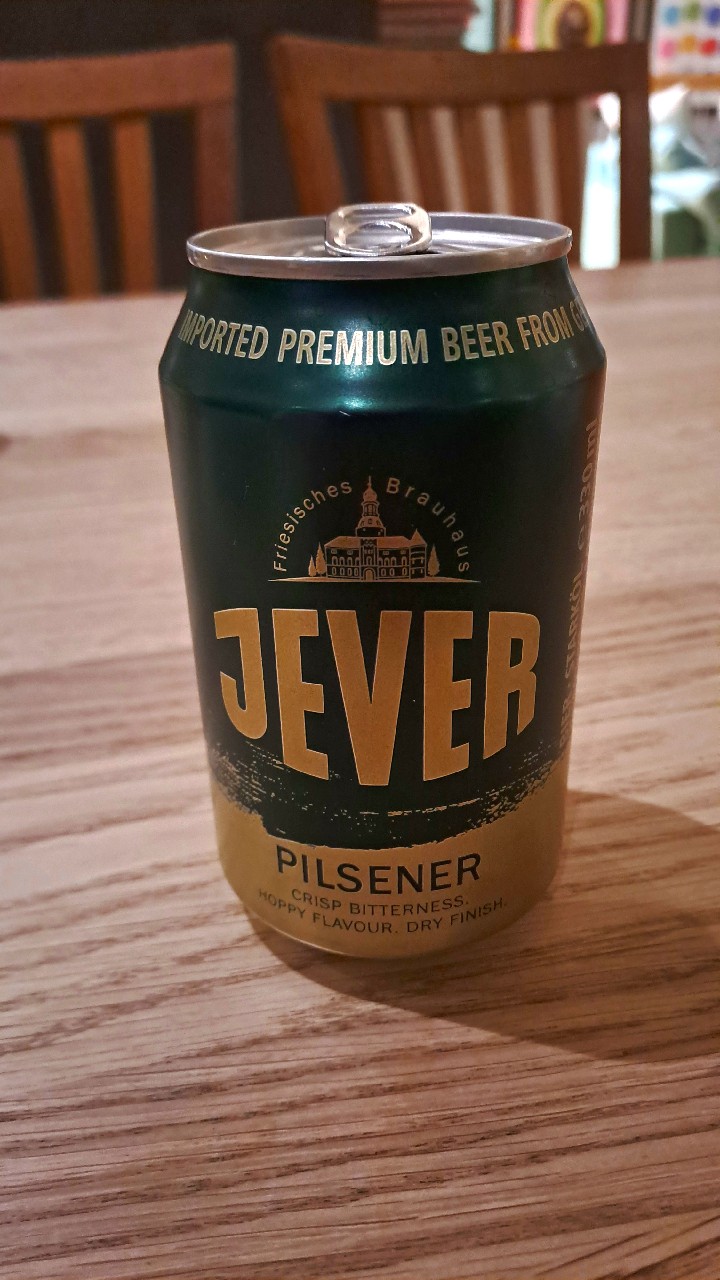 IMPORTED PREMIUM BEER FROM
Friesisches Brauhaus
JEVER
PILSENER
CRISP BITTERNESS.
HOPPY FLAVOUR. DRY FINISH.